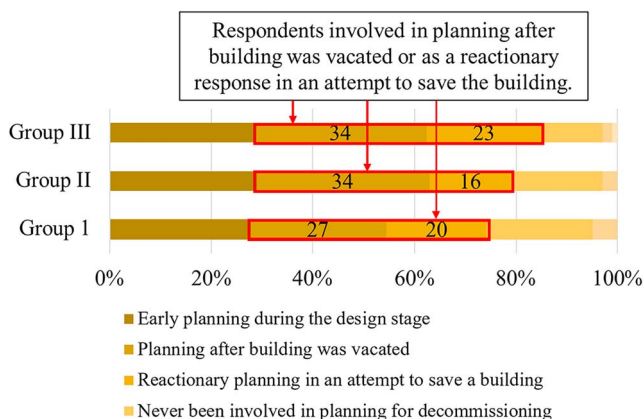 Respondents involved in planning after
building was vacated or as a reactionary
response in an attempt to save the building.
Group III 34 23
Group II 34 16
Group 1 27 20
0% 20% 40% 60% 80% 100%
Early planning during the design stage
Planning after building was vacated
Reactionary planning in an attempt to save a building
Never been involved in planning for decommissioning